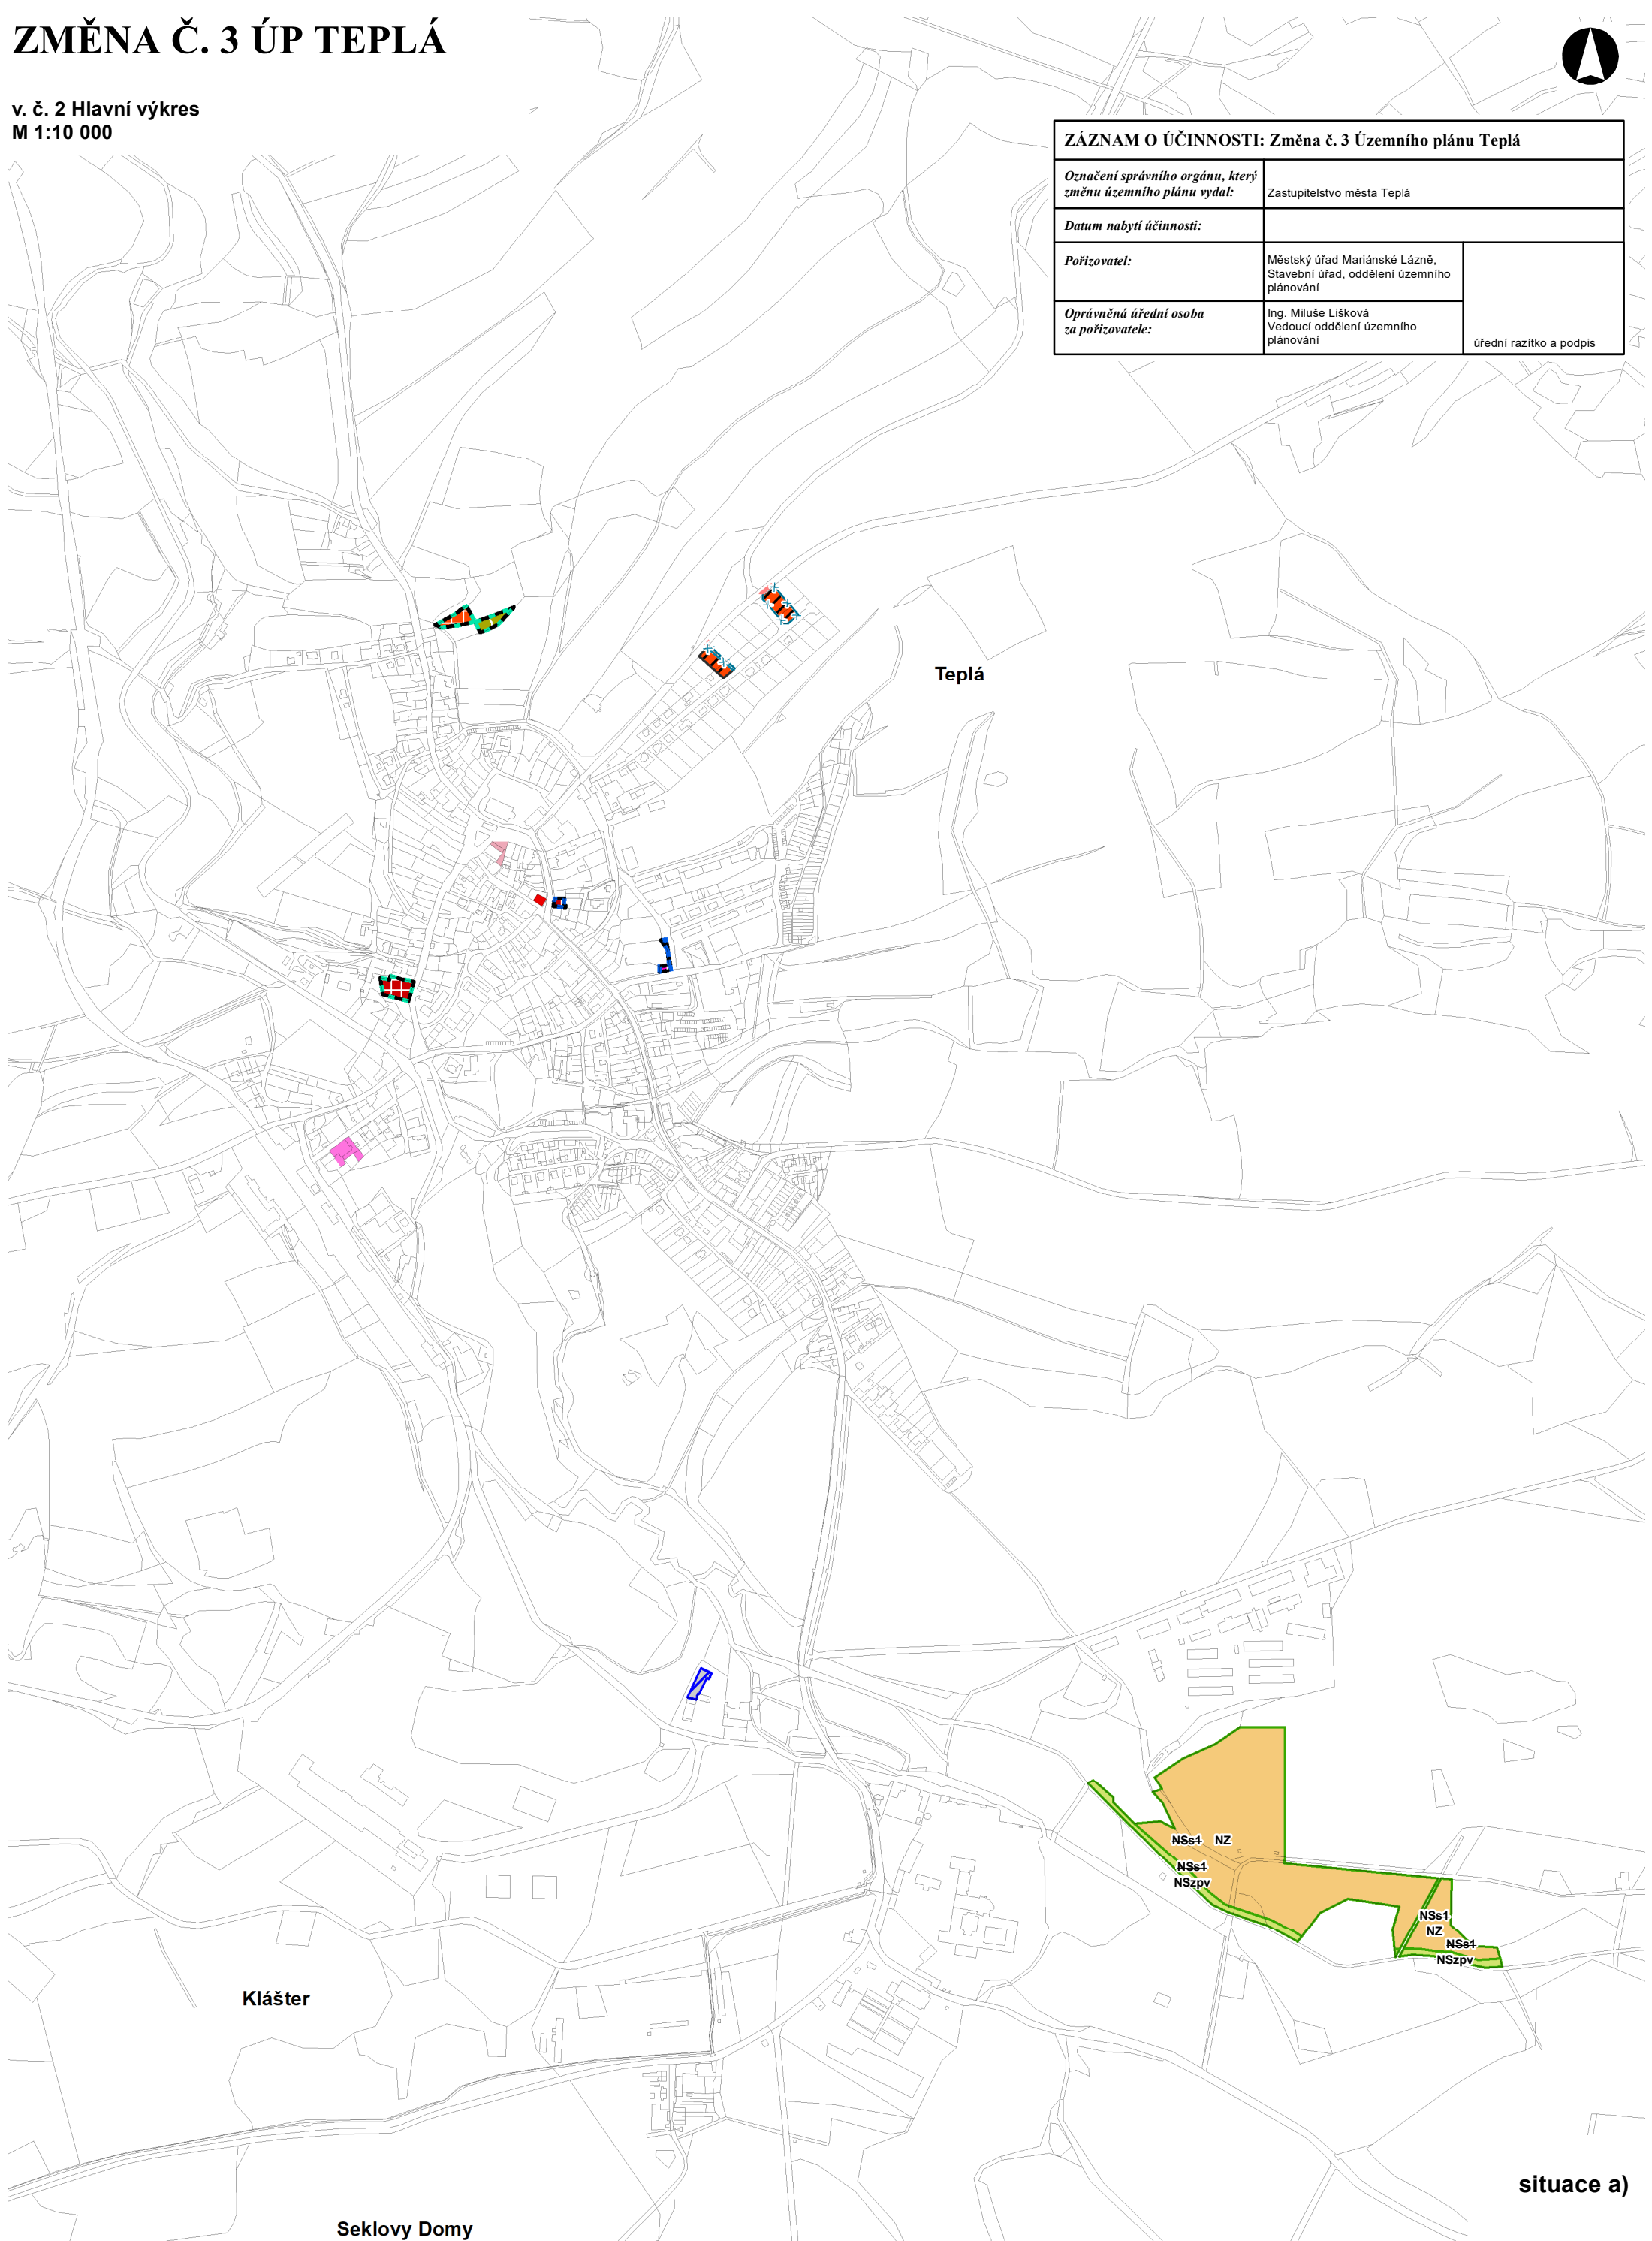 ZMĚNA Č. 3 ÚP TEPLÁ
v. č. 2 Hlavní výkres
M 1:10 000
ZÁZNAM O ÚČINNOSTI: Změna č. 3 Územního plánu Teplá
Označení správního orgánu, který
změnu územního plánu vydal:
Zastupitelstvo města Teplá
Datum nabytí účinnosti:
Pořizovatel:
Městský úřad Mariánské Lázně,
Stavební úřad, oddělení územního
plánování
Oprávněná úřední osoba
za pořizovatele:
Ing. Miluše Lišková
Vedoucí oddělení územního
plánování
úřední razítko a podpis
Teplá
NSs1 NZ
NSs1
NSzpv
NSs1
NZ
NSs1
NSzpv
Klášter
situace a)
Seklovy Domy